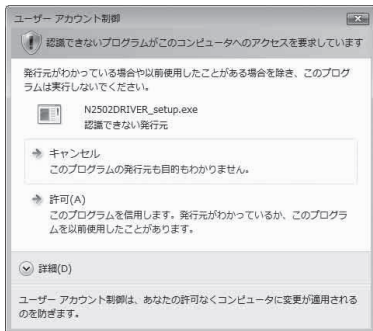 ユーザー アカウント制御
認識できないプログラムがこのコンピュータへのアクセスを要求しています
発行元がわかっている場合や以前使用したことがある場合を除き、このプログ
ラムは実行しないでください。
N2502DRIVER_setup.exe
認識できない発行元
キャンセル
このプログラムの発行元も目的もわかりません。
許可(A)
このプログラムを信用します。発行元がわかっているか、このプログラ
ムを以前使用したことがあります。
詳細(D)
ユーザー アカウント制御は、あなたの許可なくコンピュータに変更が適用される
のを防ぎます。